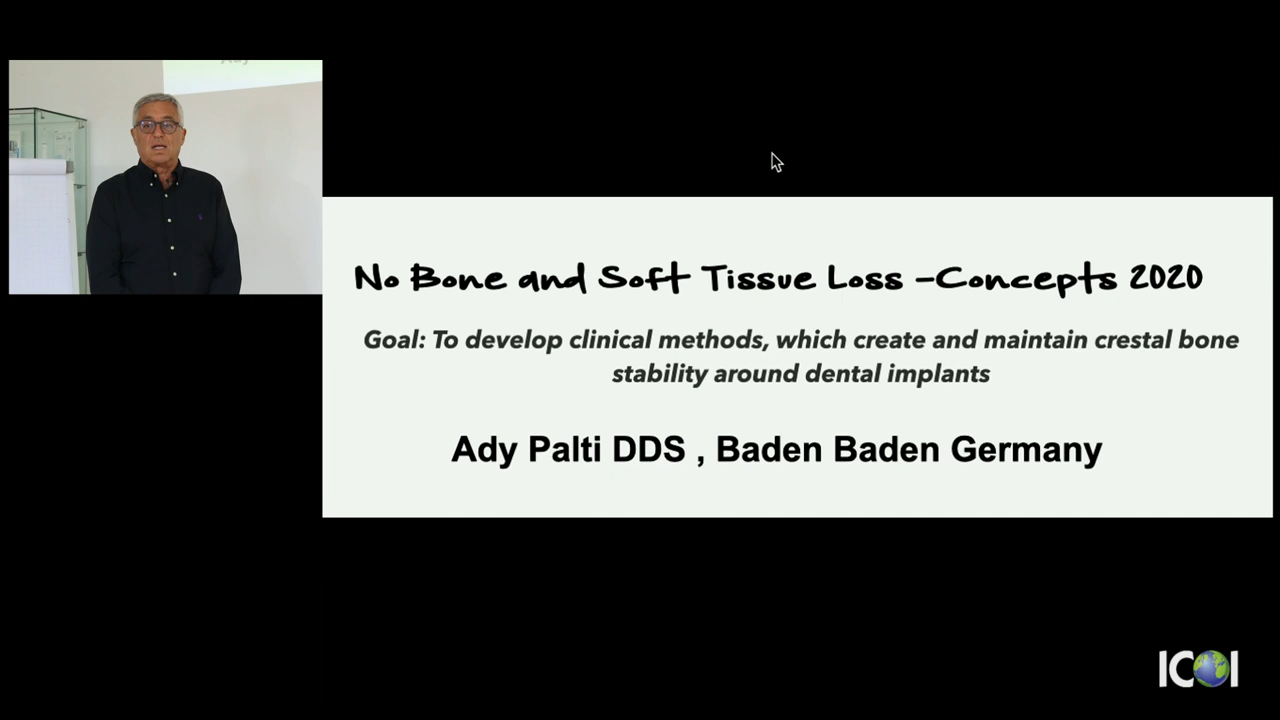 No Bone and Soft Tissue Loss -Concepts 2020
Goal: To develop clinical methods, which create and maintain crestal bone
stability around dental implants
Ady Palti DDS , Baden Baden Germany
ICOI